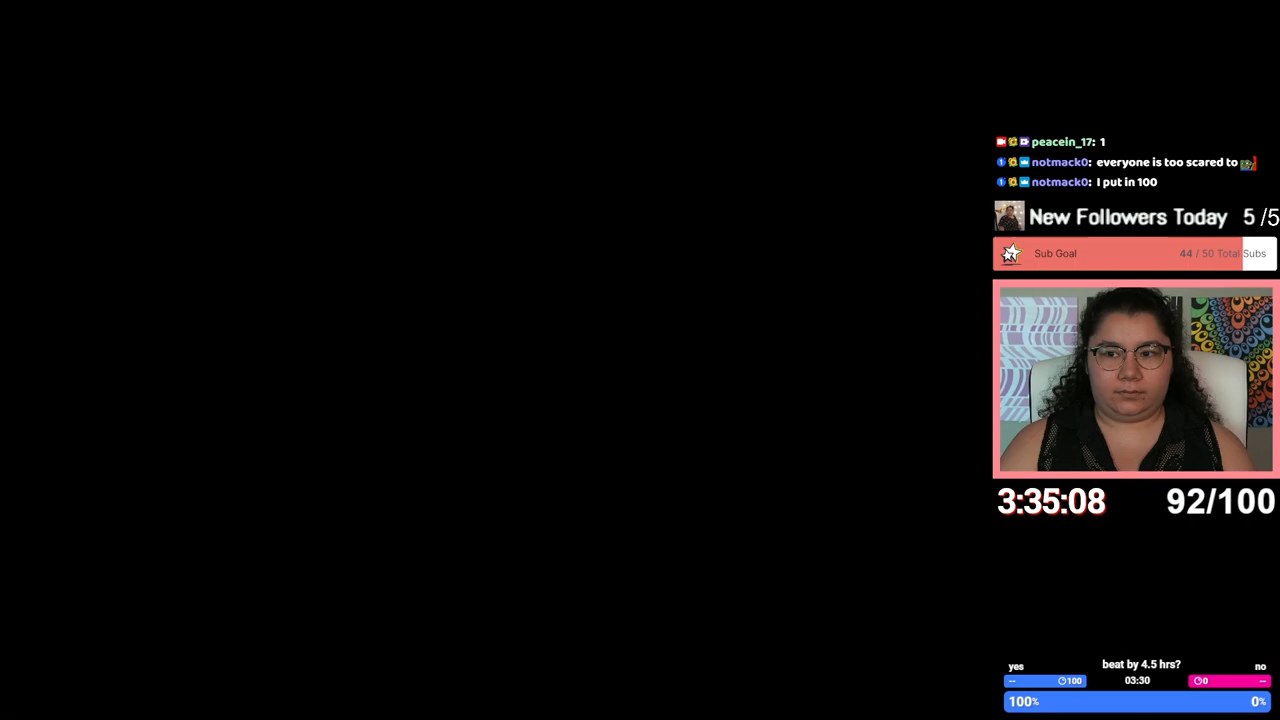 peacein_17: 1
notmack0: everyone is too scared to
notmack0: I put in 100
New Followers Today 5 /5
Sub Goal 44 / 50 Total Subs
3:35:08 92/100
yes beat by 4.5 hrs? no
-- 100 03:30 0 --
100% 0%